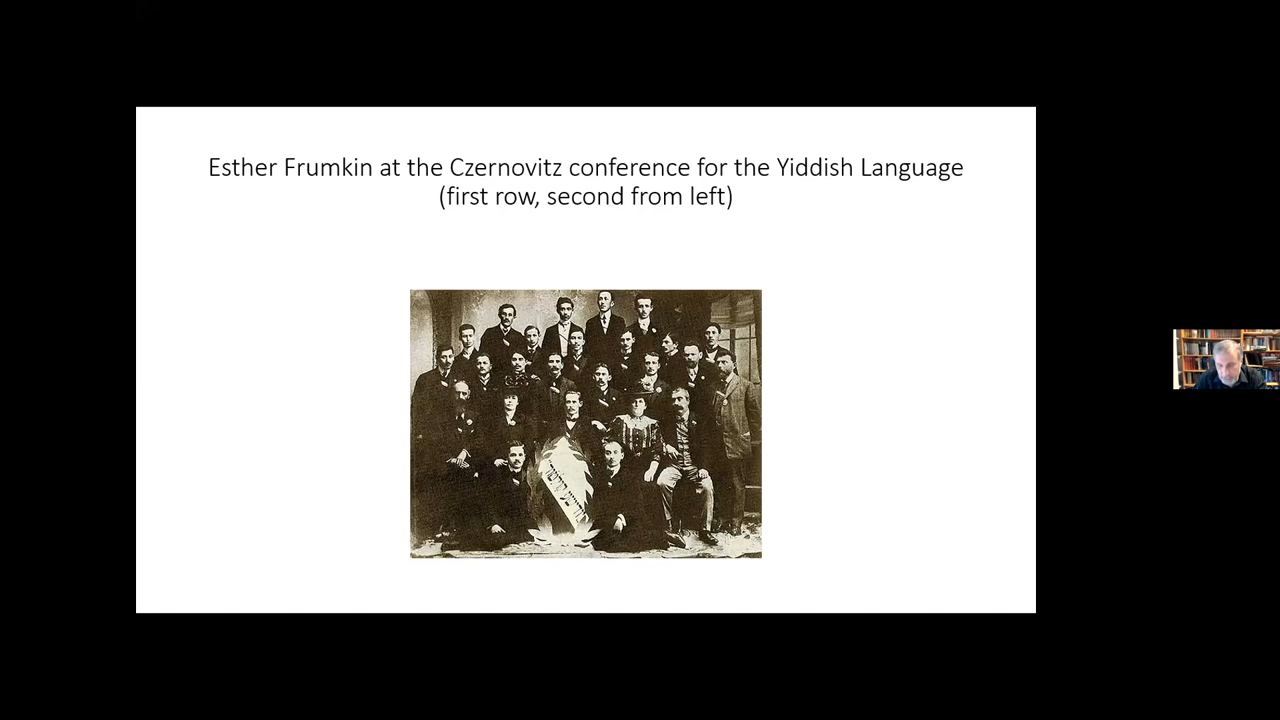 Esther Frumkin at the Czernovitz conference for the Yiddish Language
(first row, second from left)